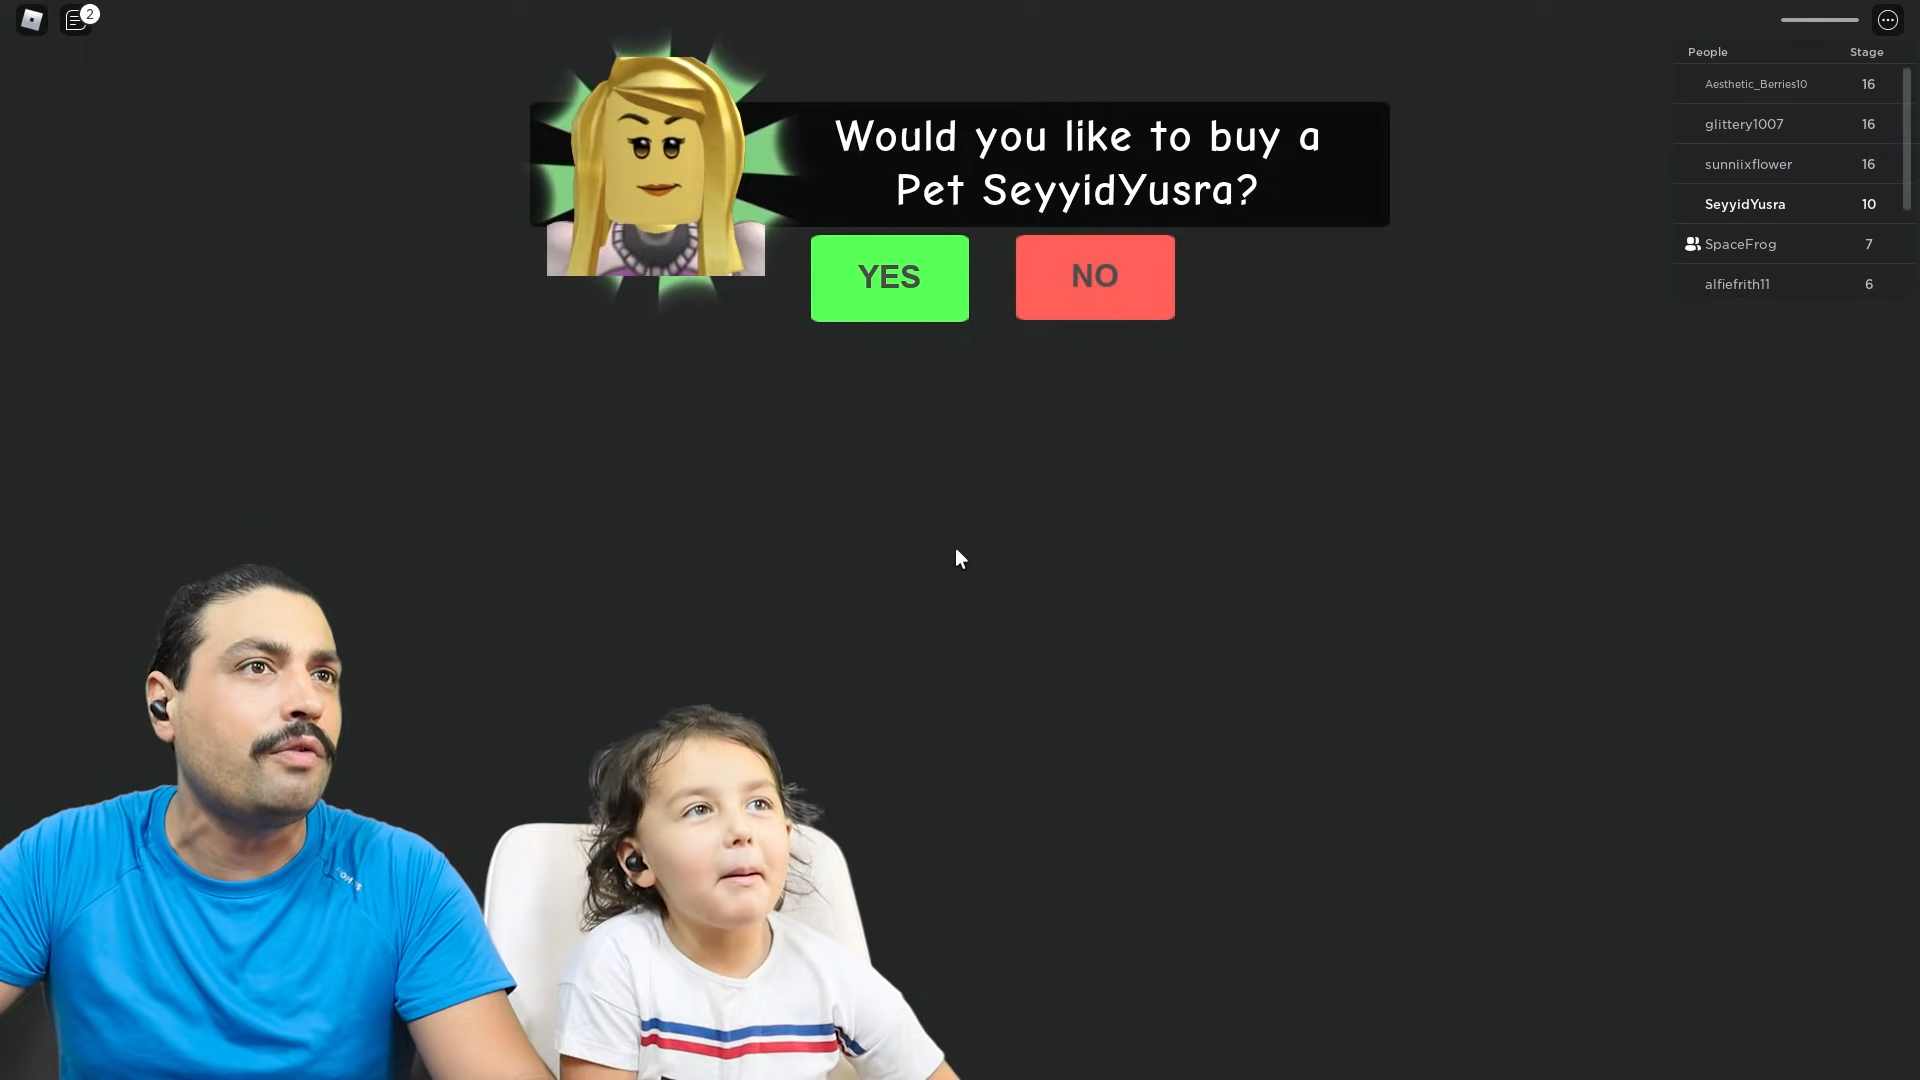 2
People Stage
Aesthetic_Berries10 16
glittery1007 16
sunniixflower 16
SeyyidYusra 10
SpaceFrog 7
alfiefrith11 6
Would you like to buy a
Pet SeyyidYusra?
YES NO